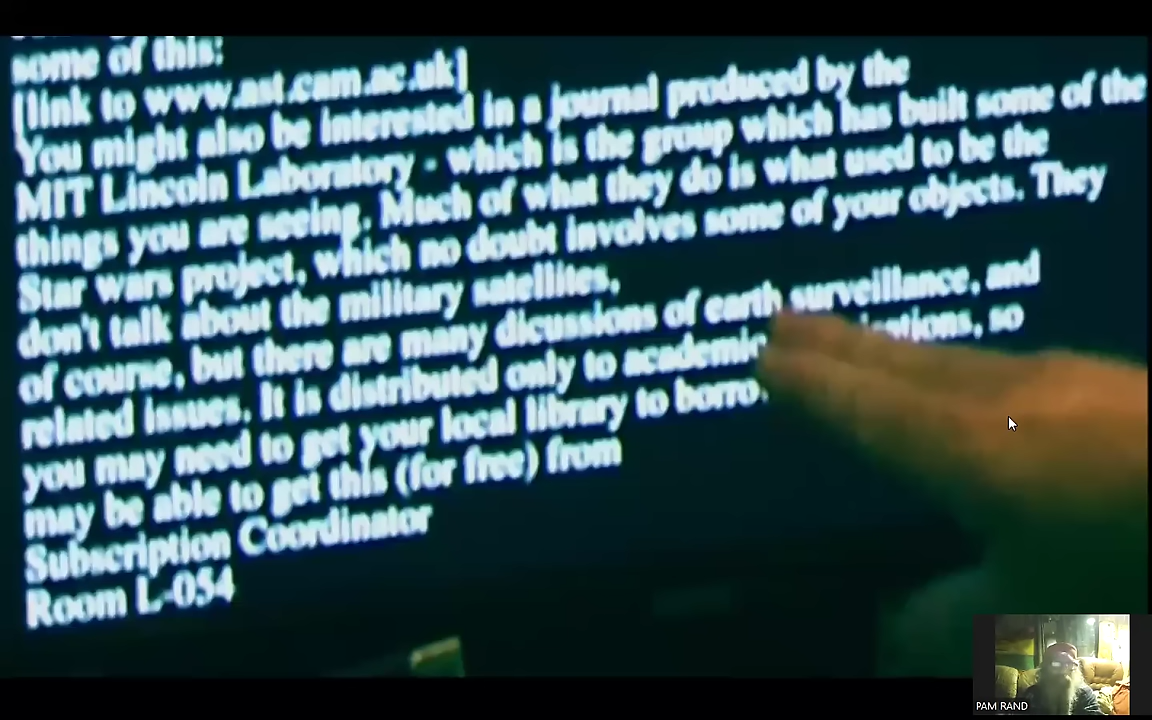 some of this:
[link to www.ast.cam.ac.uk]
You might also be interested in a journal produced by the
MIT Lincoln Laboratory - which is the group which has built some of the
things you are seeing. Much of what they do is what used to be the
Star wars project, which no doubt involves some of your objects. They
don't talk about the military satellites,
of course, but there are many dicussions of earth surveillance, and
related issues. It is distributed only to academic so
you may need to get your local library to
may be able to get this (for free) from
Subscription Coordinator
Room L-054
PAM RAND